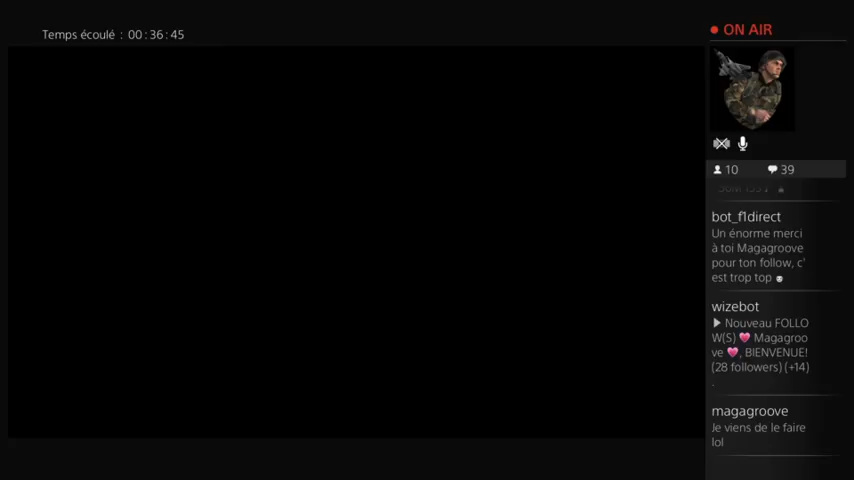 Temps écoulé : 00:36:45
ON AIR
10 39
bot_f1direct
Un énorme merci
à toi Magagroove
pour ton follow, c'
est trop top
wizebot
Nouveau FOLLO
W(S) 💗 Magagroo
ve 💗, BIENVENUE!
(28 followers) (+14)
.
magagroove
Je viens de le faire
lol